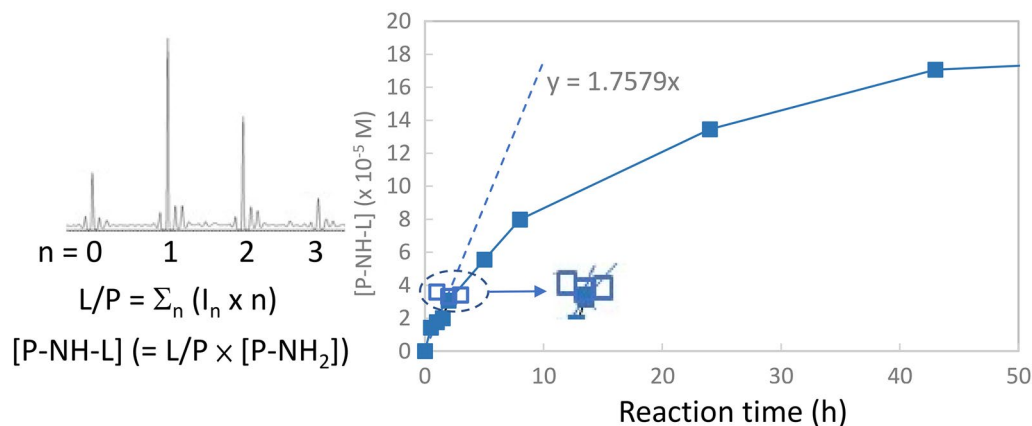 n = 0 1 2 3
L/P = Σₙ (Iₙ x n)
[P-NH-L] (= L/P × [P-NH₂])
[P-NH-L] (x 10⁻⁵ M)
20
18
16
14
12
10
8
6
4
2
0
y = 1.7579x
0 10 20 30 40 50
Reaction time (h)